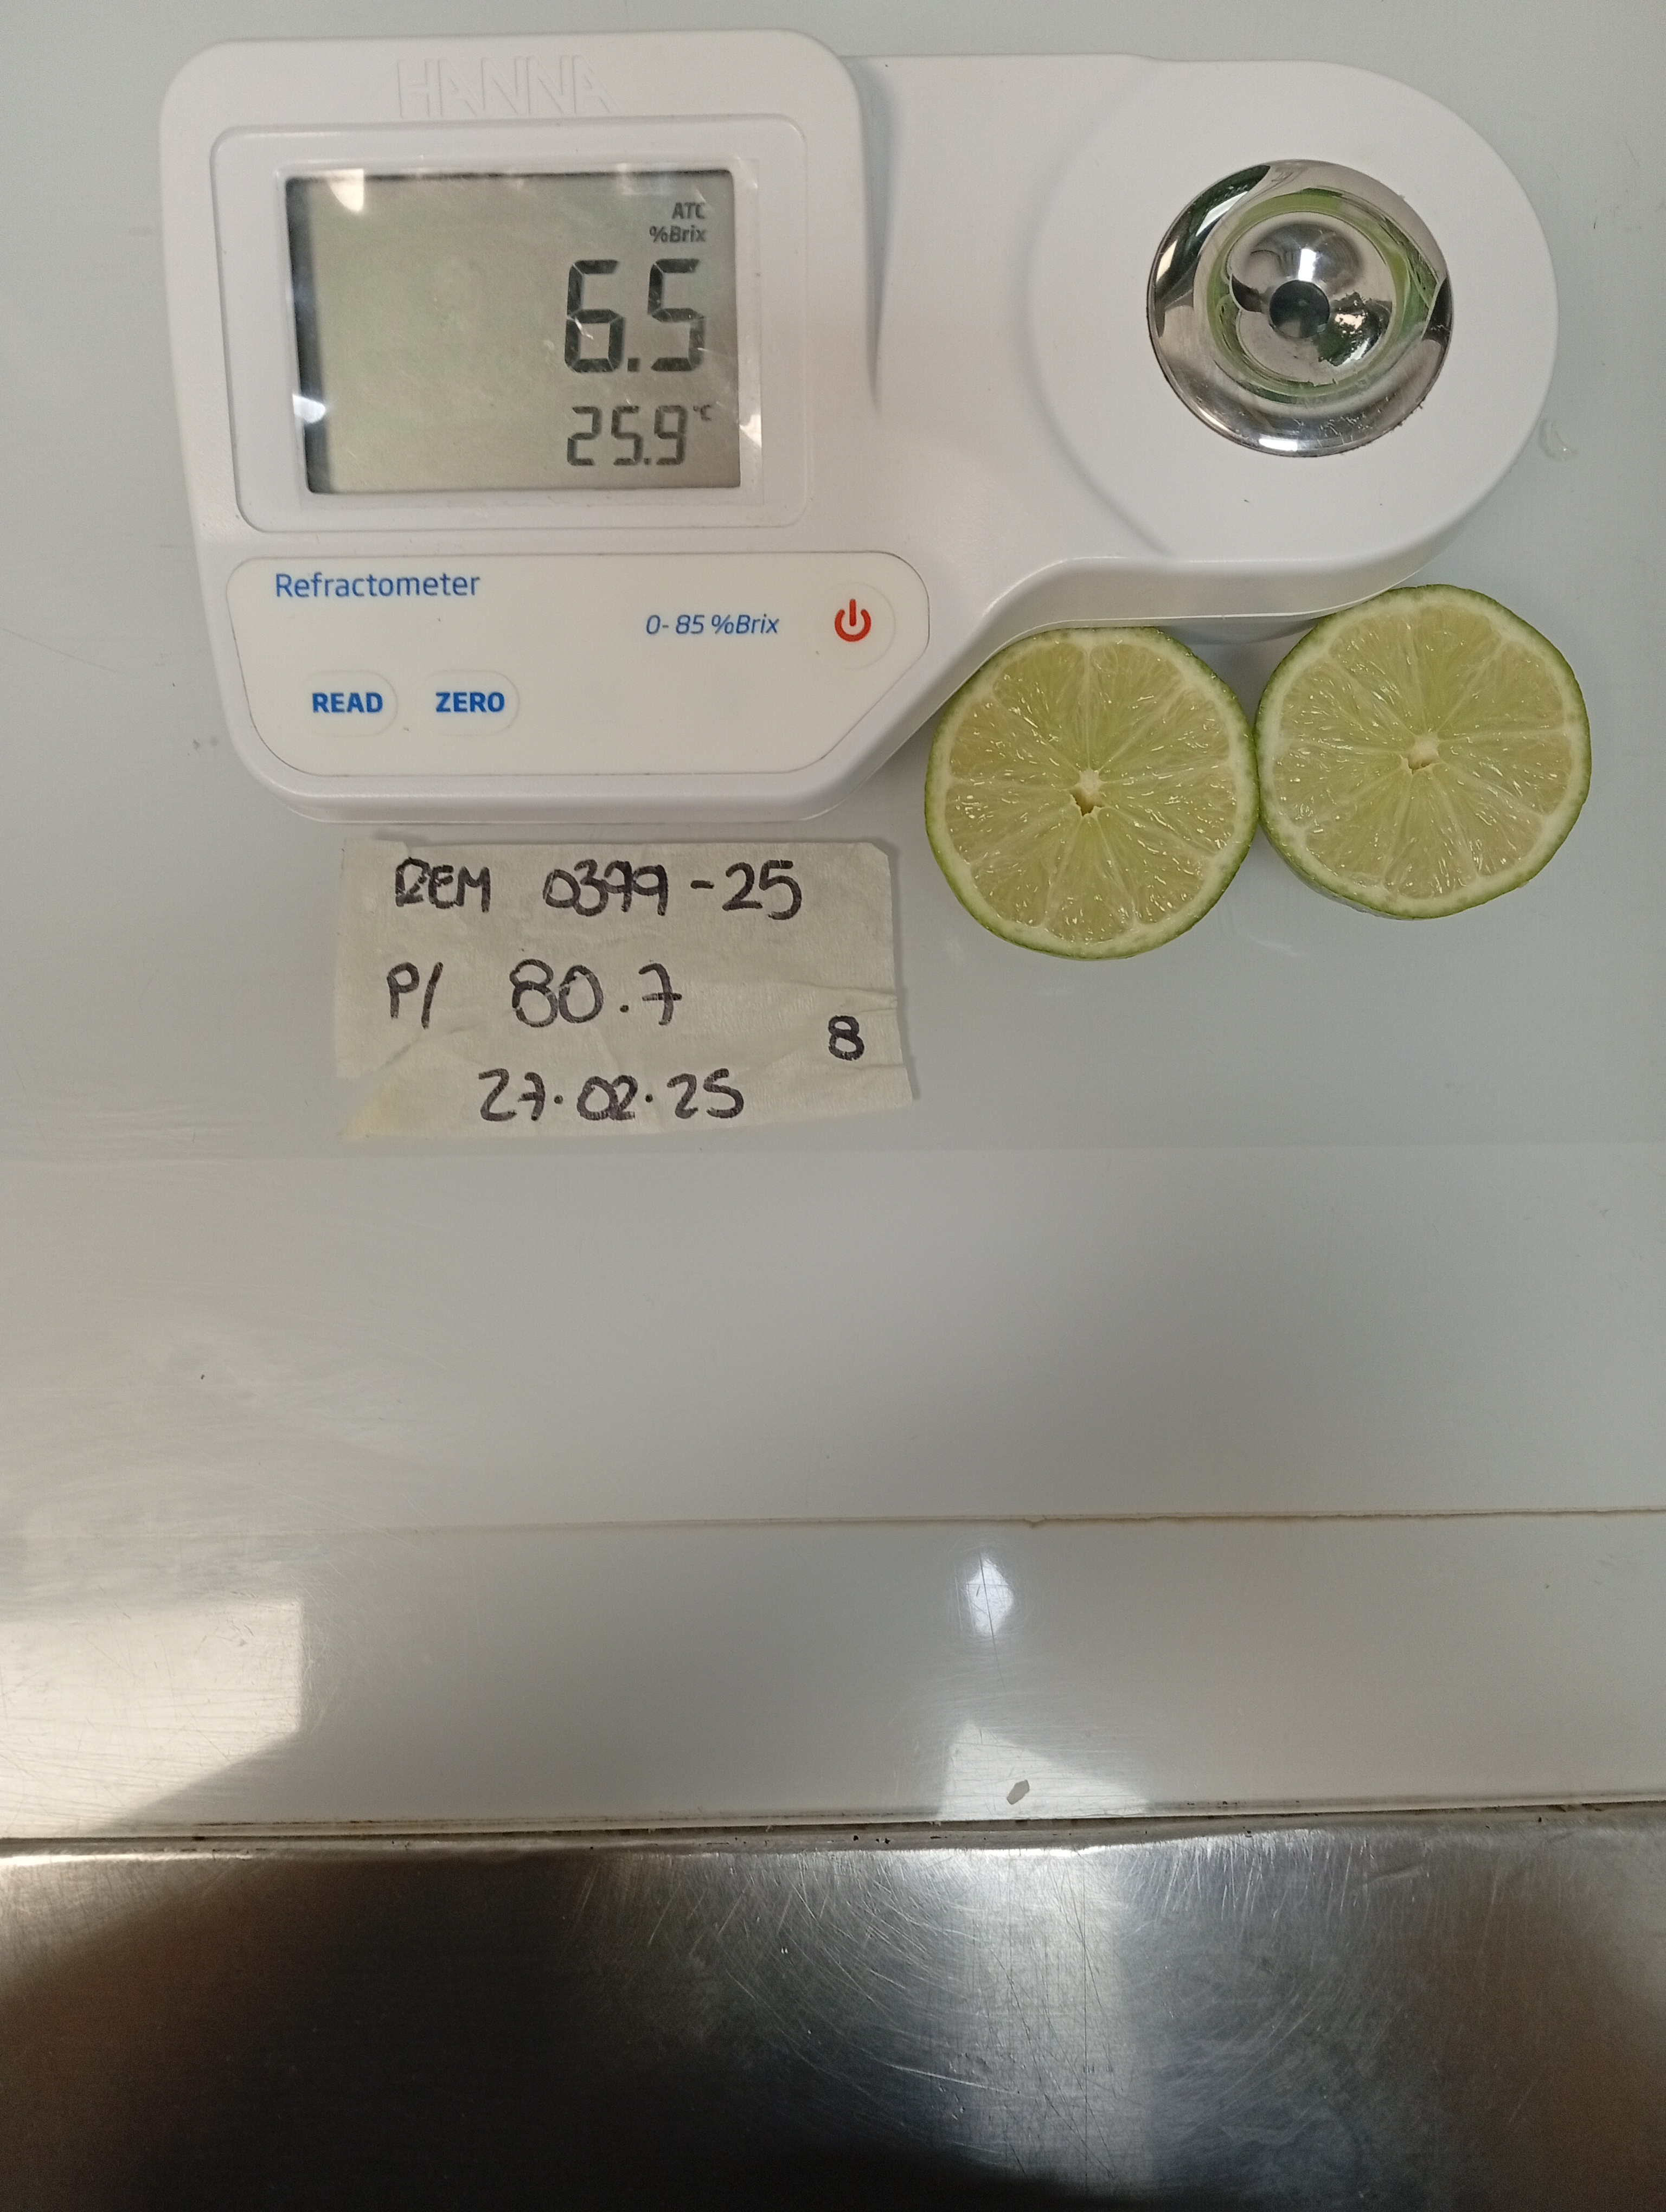 HANNA
ATC
%Brix
6.5
25.9°C
Refractometer
0-85 %Brix
READ ZERO
REM 0399-25
P/ 80.7
8
27.02.25